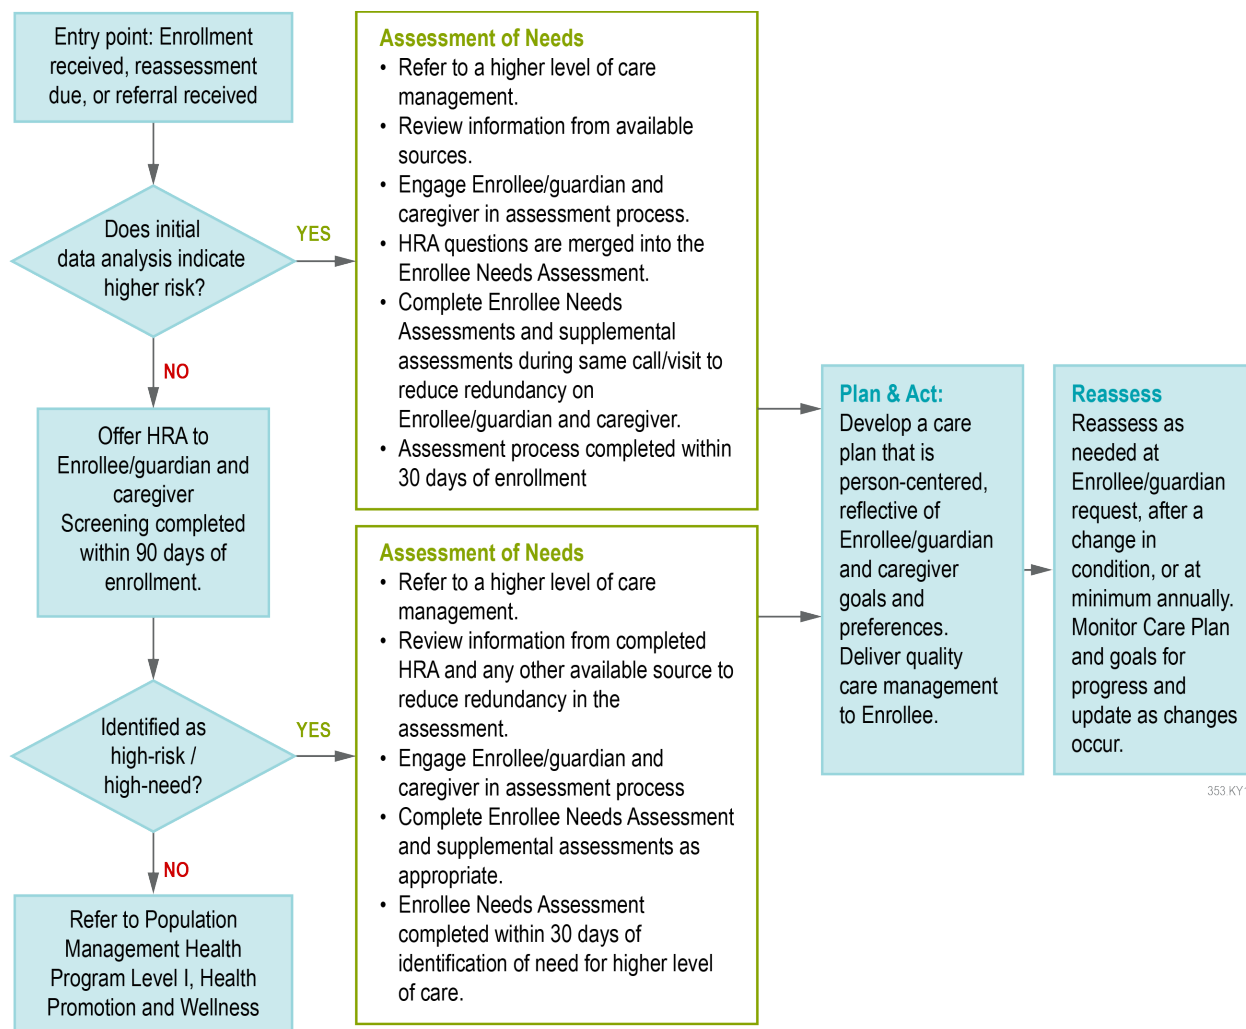 Entry point: Enrollment
received, reassessment
due, or referral received
Does initial
data analysis indicate
higher risk?
YES
NO
Offer HRA to
Enrollee/guardian and
caregiver
Screening completed
within 90 days of
enrollment.
Identified as
high-risk /
high-need?
YES
NO
Refer to Population
Management Health
Program Level I, Health
Promotion and Wellness
Assessment of Needs
• Refer to a higher level of care
management.
• Review information from available
sources.
• Engage Enrollee/guardian and
caregiver in assessment process.
• HRA questions are merged into the
Enrollee Needs Assessment.
• Complete Enrollee Needs
Assessments and supplemental
assessments during same call/visit to
reduce redundancy on
Enrollee/guardian and caregiver.
• Assessment process completed within
30 days of enrollment
Assessment of Needs
• Refer to a higher level of care
management.
• Review information from completed
HRA and any other available source to
reduce redundancy in the
assessment.
• Engage Enrollee/guardian and
caregiver in assessment process
• Complete Enrollee Needs Assessment
and supplemental assessments as
appropriate.
• Enrollee Needs Assessment
completed within 30 days of
identification of need for higher level
of care.
Plan & Act:
Develop a care
plan that is
person-centered,
reflective of
Enrollee/guardian
and caregiver
goals and
preferences.
Deliver quality
care management
to Enrollee.
Reassess
Reassess as
needed at
Enrollee/guardian
request, after a
change in
condition, or at
minimum annually.
Monitor Care Plan
and goals for
progress and
update as changes
occur.
353 KY